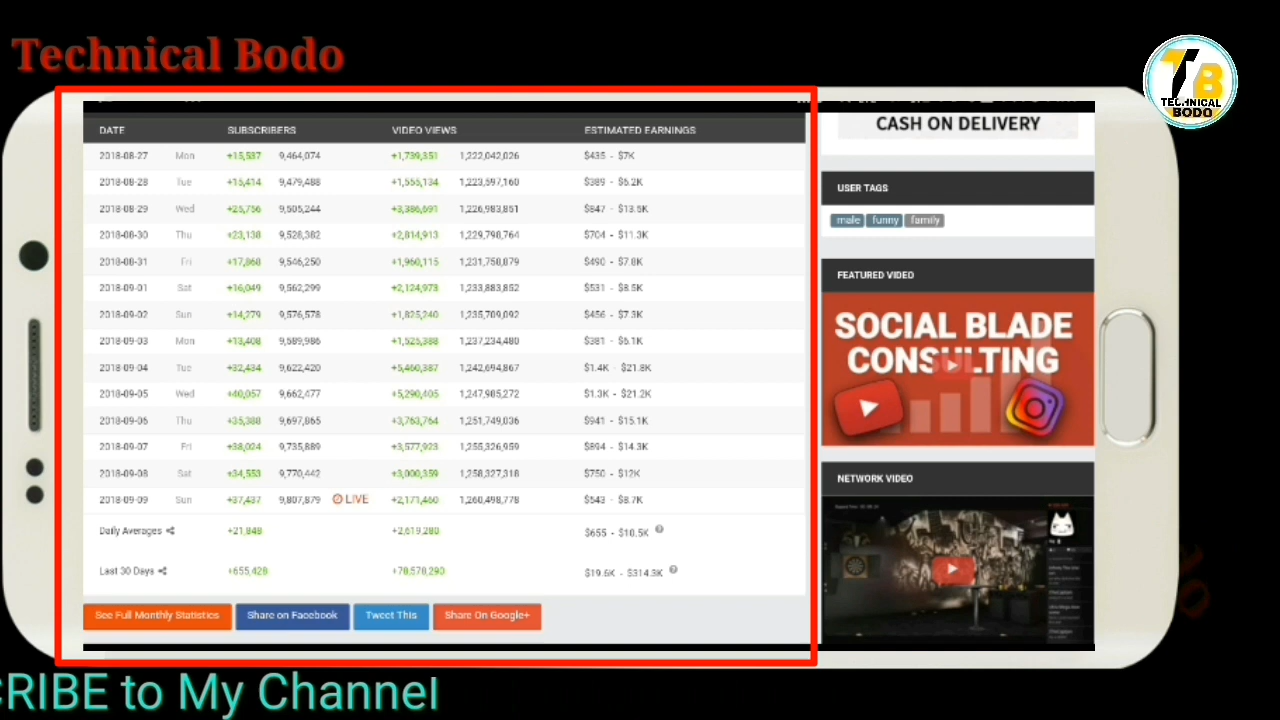 Technical Bodo
TB
TECHNICAL
BODO
DATE SUBSCRIBERS VIDEO VIEWS ESTIMATED EARNINGS
2018-08-27 Mon +15,537 9,464,074 +1,739,351 1,222,042,026 $435 - $7K
2018-08-28 Tue +15,414 9,479,488 +1,555,134 1,223,597,160 $389 - $6.2K
2018-08-29 Wed +25,756 9,505,244 +3,386,691 1,226,983,851 $847 - $13.5K
2018-08-30 Thu +23,138 9,528,382 +2,814,913 1,229,798,764 $704 - $11.3K
2018-08-31 Fri +17,868 9,546,250 +1,960,115 1,231,758,879 $490 - $7.8K
2018-09-01 Sat +16,049 9,562,299 +2,124,973 1,233,883,852 $531 - $8.5K
2018-09-02 Sun +14,279 9,576,578 +1,825,240 1,235,709,092 $456 - $7.3K
2018-09-03 Mon +13,408 9,589,986 +1,525,388 1,237,234,480 $381 - $6.1K
2018-09-04 Tue +32,434 9,622,420 +5,460,387 1,242,694,867 $1.4K - $21.8K
2018-09-05 Wed +40,057 9,662,477 +5,290,405 1,247,985,272 $1.3K - $21.2K
2018-09-06 Thu +35,388 9,697,865 +3,763,764 1,251,749,036 $941 - $15.1K
2018-09-07 Fri +38,024 9,735,889 +3,577,923 1,255,326,959 $894 - $14.3K
2018-09-08 Sat +34,553 9,770,442 +3,000,359 1,258,327,318 $750 - $12K
2018-09-09 Sun +37,437 9,807,879 LIVE +2,171,460 1,260,498,778 $543 - $8.7K
Daily Averages +21,848 +2,619,280 $655 - $10.5K
Last 30 Days +655,428 +78,578,290 $19.6K - $314.3K
See Full Monthly Statistics Share on Facebook Tweet This Share On Google+
CASH ON DELIVERY
USER TAGS
male funny family
FEATURED VIDEO
SOCIAL BLADE
CONSULTING
NETWORK VIDEO
CRIBE to My Channel